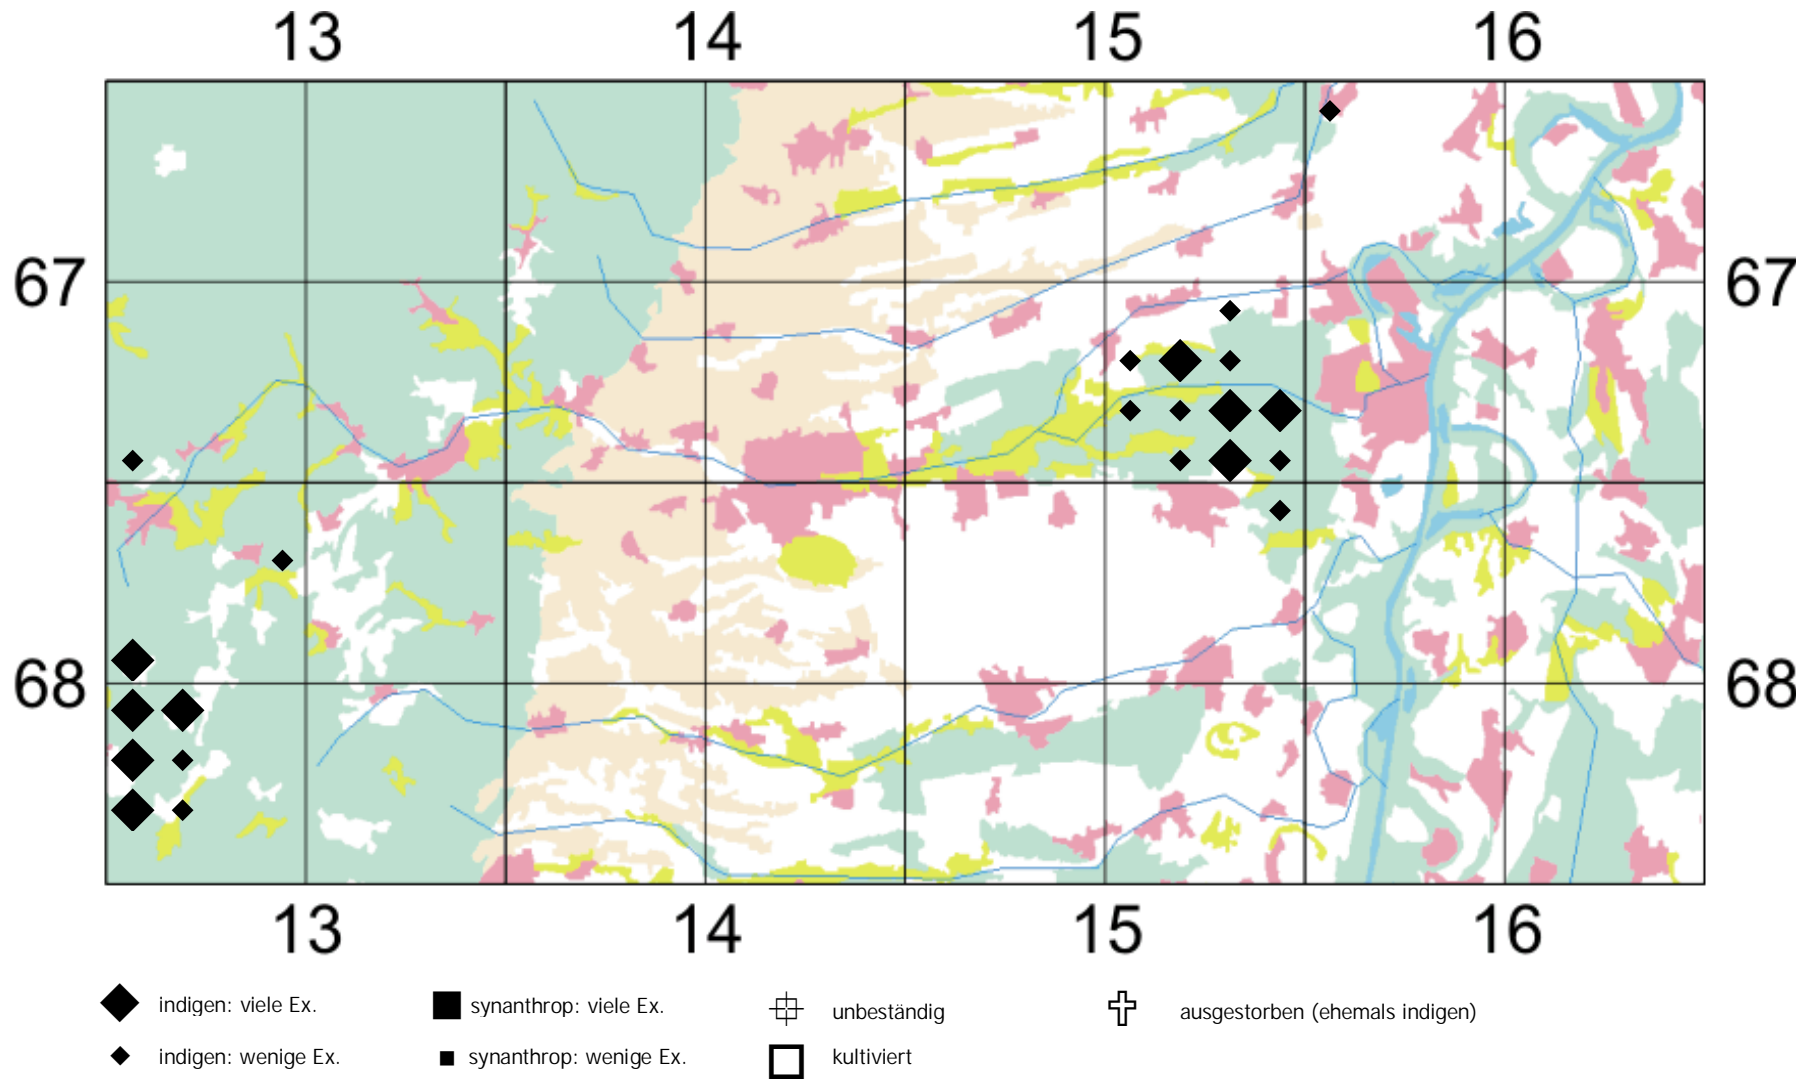 13 14 15 16
67 67
68 68
13 14 15 16
indigen: viele Ex. synanthrop: viele Ex. unbeständig ausgestorben (ehemals indigen)
indigen: wenige Ex. synanthrop: wenige Ex. kultiviert